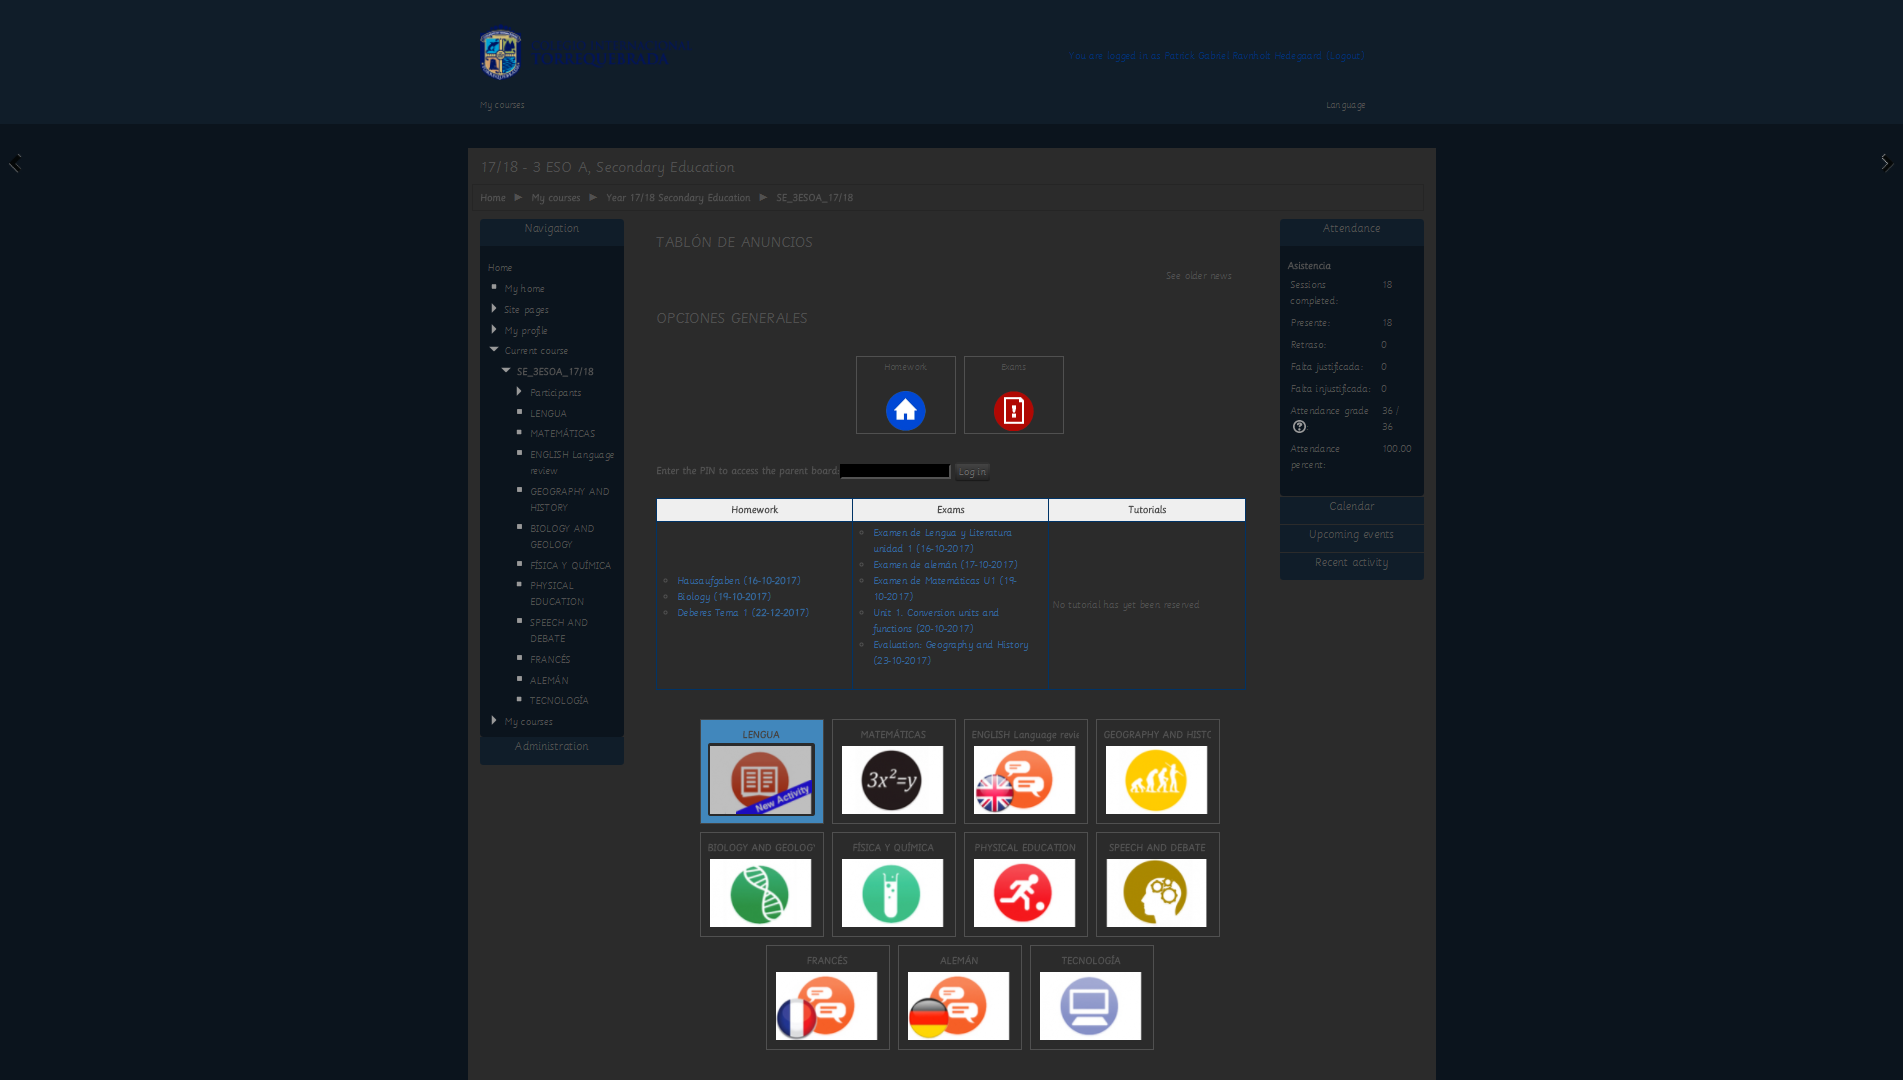 COLEGIO INTERNACIONAL
TORREQUEBRADA
You are logged in as Patrick Gabriel Ravnholt Hedegaard (Logout)
My courses
Language
17/18 - 3 ESO A, Secondary Education
Home ► My courses ► Year 17/18 Secondary Education ► SE_3ESOA_17/18
Navigation
Home
My home
Site pages
My profile
Current course
SE_3ESOA_17/18
Participants
LENGUA
MATEMÁTICAS
ENGLISH Language
review
GEOGRAPHY AND
HISTORY
BIOLOGY AND
GEOLOGY
FÍSICA Y QUÍMICA
PHYSICAL
EDUCATION
SPEECH AND
DEBATE
FRANCÉS
ALEMÁN
TECNOLOGÍA
My courses
Administration
TABLÓN DE ANUNCIOS
See older news
OPCIONES GENERALES
Homework
Exams
Enter the PIN to access the parent board:
Log in
Homework
Exams
Tutorials
Hausaufgaben (16-10-2017)
Biology (19-10-2017)
Deberes Tema 1 (22-12-2017)
Examen de Lengua y Literatura
unidad 1 (16-10-2017)
Examen de alemán (17-10-2017)
Examen de Matemáticas U1 (19-
10-2017)
Unit 1. Conversion units and
functions (20-10-2017)
Evaluation: Geography and History
(23-10-2017)
No tutorial has yet been reserved
LENGUA
New Activity
MATEMÁTICAS
3x²=y
ENGLISH Language revie
GEOGRAPHY AND HISTO
BIOLOGY AND GEOLOGY
FÍSICA Y QUÍMICA
PHYSICAL EDUCATION
SPEECH AND DEBATE
FRANCÉS
ALEMÁN
TECNOLOGÍA
Attendance
Asistencia
Sessions 18
completed:
Presente: 18
Retraso: 0
Falta justificada: 0
Falta injustificada: 0
Attendance grade 36 /
: 36
Attendance 100.00
percent:
Calendar
Upcoming events
Recent activity